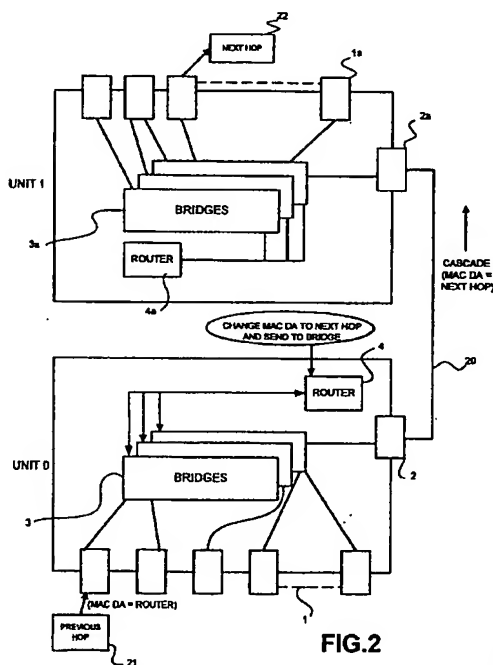 22
NEXT HOP
1a
2a
UNIT 1
BRIDGES
3a
ROUTER
4a
CASCADE
(MAC DA =
NEXT HOP)
CHANGE MAC DA TO NEXT HOP
AND SEND TO BRIDGE
4
ROUTER
20
UNIT 0
BRIDGES
2
3
(MAC DA = ROUTER)
1
PREVIOUS
HOP
21
FIG.2